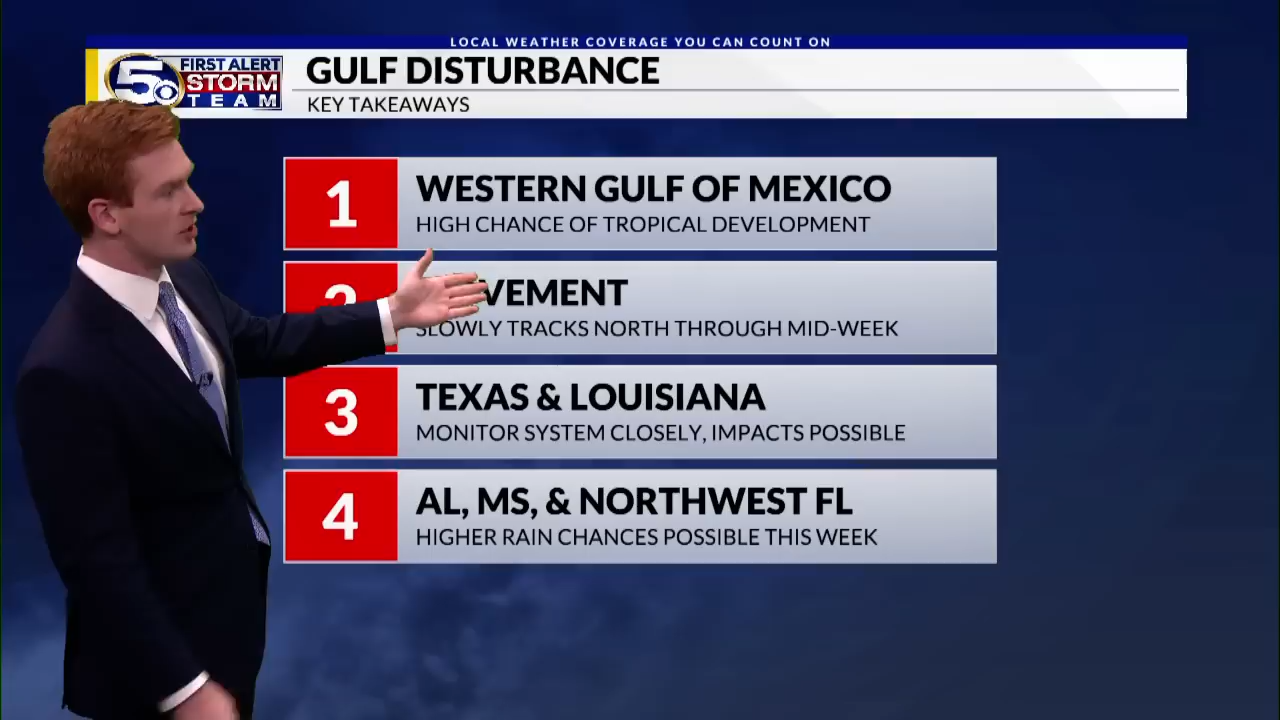 LOCAL WEATHER COVERAGE YOU CAN COUNT ON
5
FIRST ALERT
STORM
TEAM
GULF DISTURBANCE
KEY TAKEAWAYS
1
WESTERN GULF OF MEXICO
HIGH CHANCE OF TROPICAL DEVELOPMENT
2
VEMENT
SLOWLY TRACKS NORTH THROUGH MID-WEEK
3
TEXAS & LOUISIANA
MONITOR SYSTEM CLOSELY, IMPACTS POSSIBLE
4
AL, MS, & NORTHWEST FL
HIGHER RAIN CHANCES POSSIBLE THIS WEEK